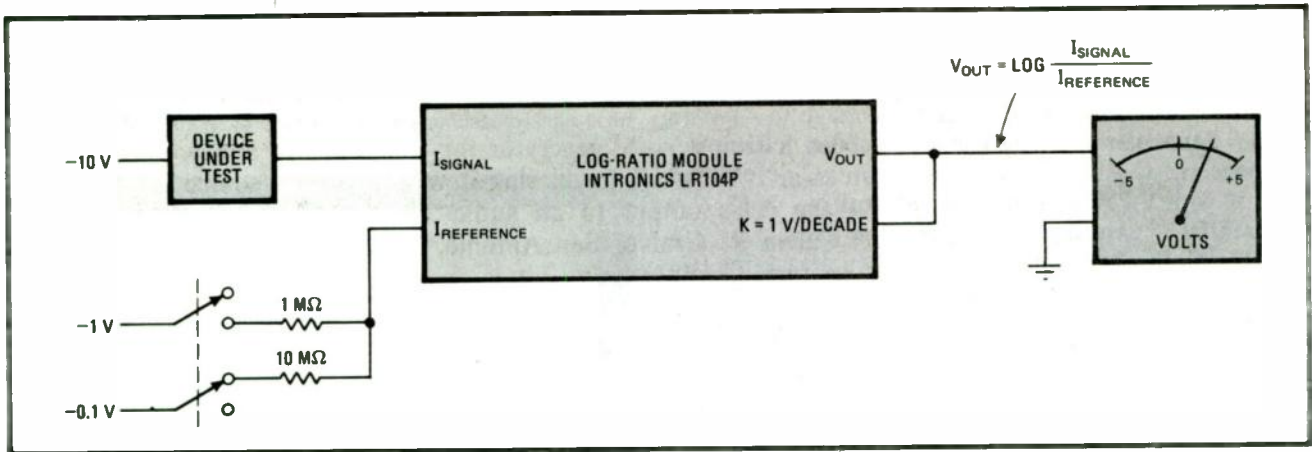 V_OUT = LOG I_SIGNAL / I_REFERENCE
−10 V
DEVICE
UNDER
TEST
I_SIGNAL
LOG-RATIO MODULE
INTRONICS LR104P
V_OUT
I_REFERENCE
K = 1 V/DECADE
−5
0
+5
VOLTS
−1 V
1 MΩ
10 MΩ
−0.1 V